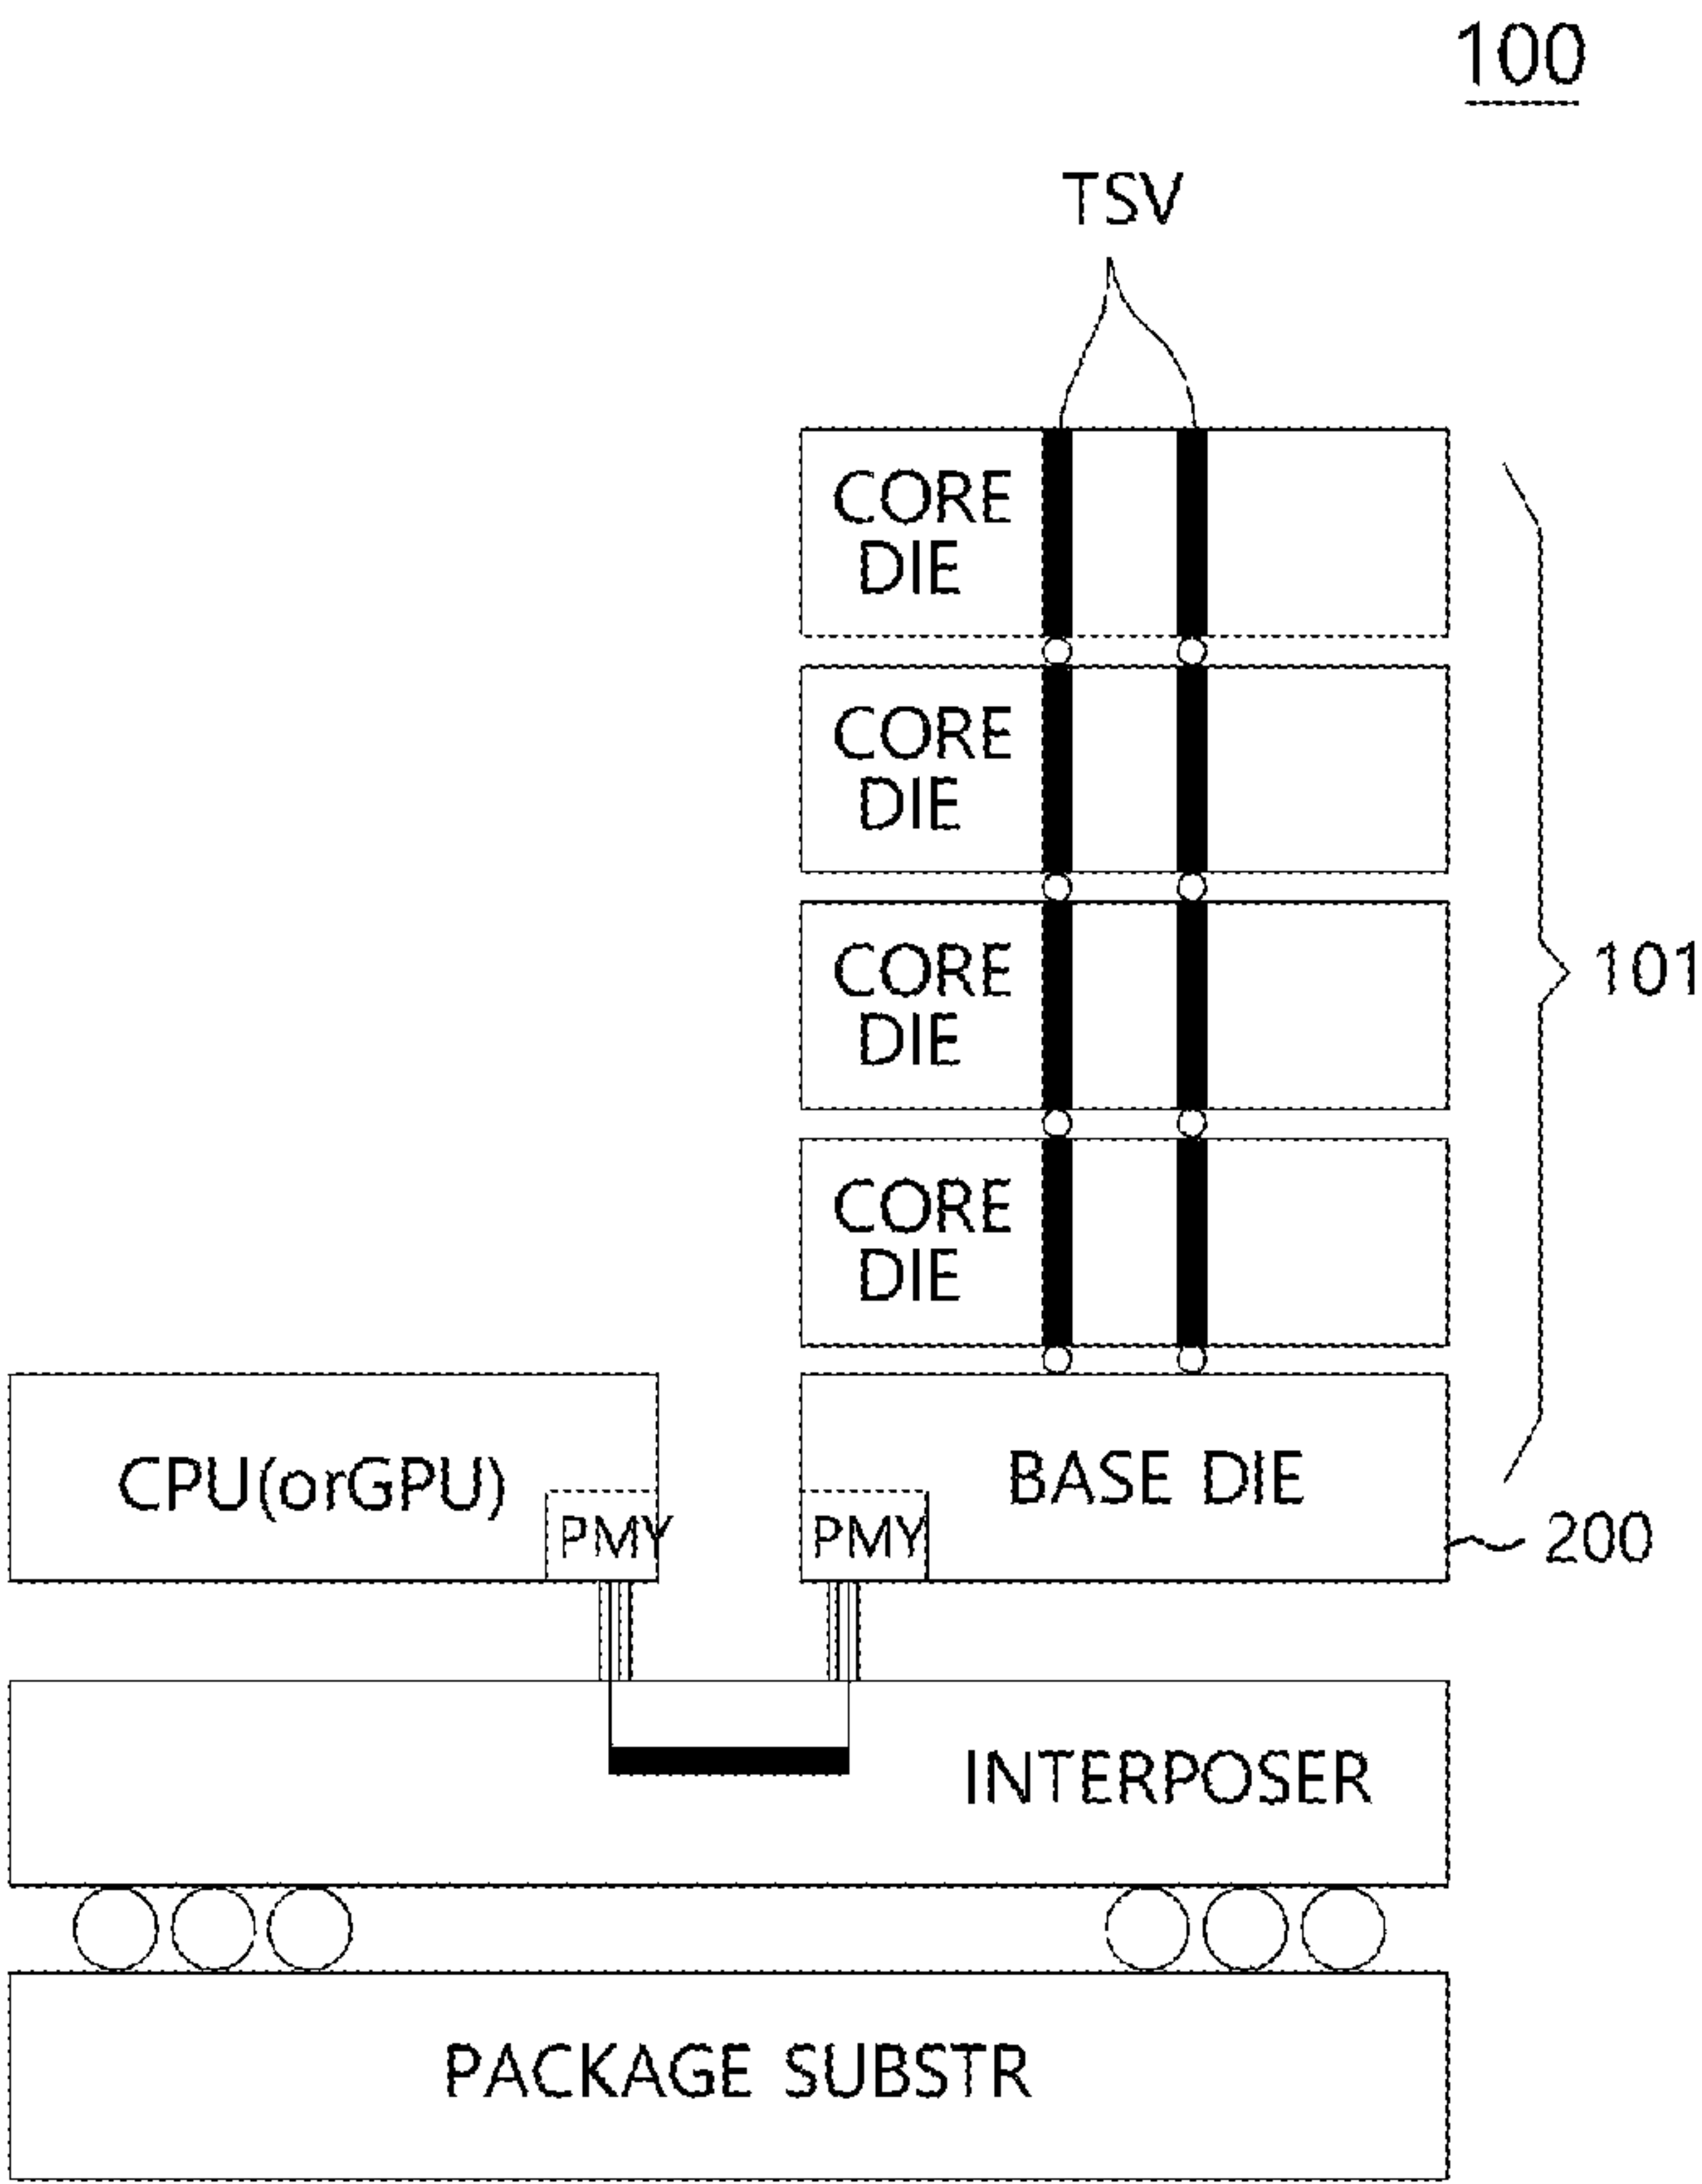 100
TSV
CORE
DIE
CORE
DIE
CORE
DIE
101
CORE
DIE
CPU(orGPU)
PMY
BASE DIE
PMY
200
INTERPOSER
PACKAGE SUBSTR